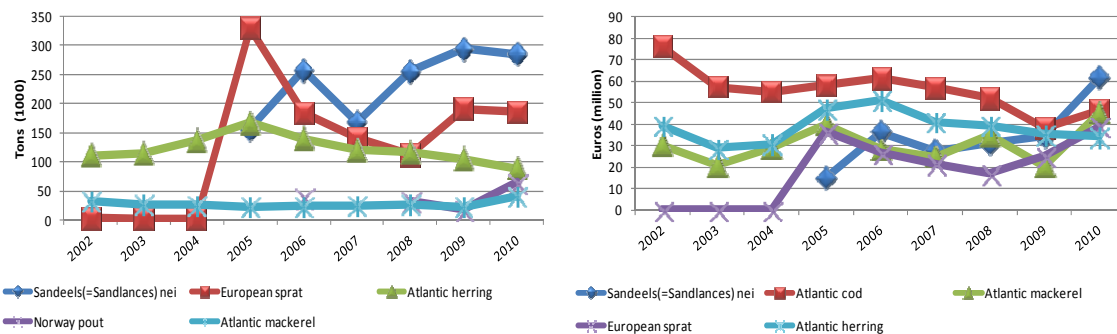 350
300
250
200
150
100
50
0
Tons (1000)
2002 2003 2004 2005 2006 2007 2008 2009 2010
Sandeels(=Sandlances) nei European sprat Atlantic herring
Norway pout Atlantic mackerel
90
80
70
60
50
40
30
20
10
0
Euros (million)
2002 2003 2004 2005 2006 2007 2008 2009 2010
Sandeels(=Sandlances) nei Atlantic cod Atlantic mackerel
European sprat Atlantic herring